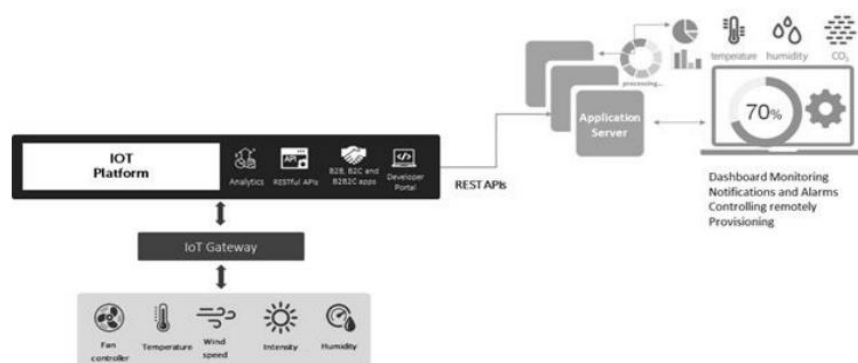 temperature
humidity
CO₂
processing...
70%
Application
Server
IOT
Platform
Analytics
API
RESTful APIs
B2B, B2C and
B2B2C apps
</>
Developer
Portal
REST APIs
Dashboard Monitoring
Notifications and Alarms
Controlling remotely
Provisioning
IoT Gateway
Fan
controller
Temperature
Wind
speed
Intensity
Humidity